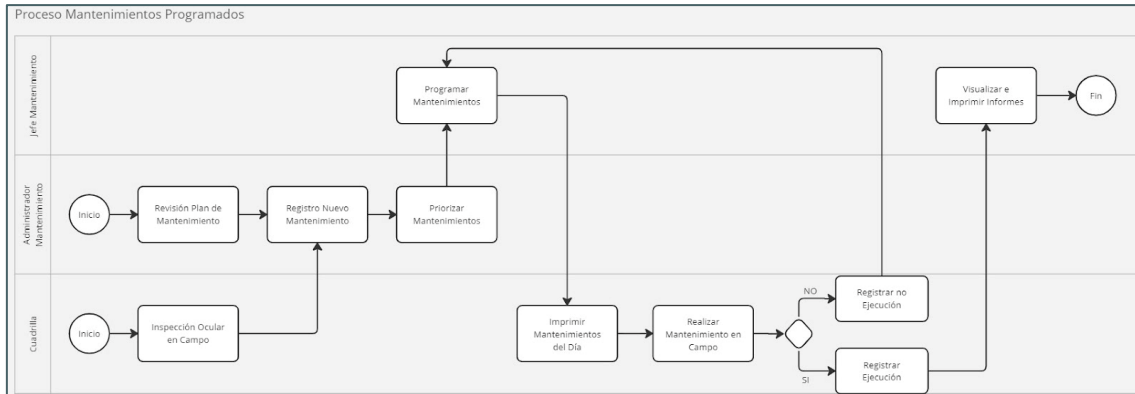 Proceso Mantenimientos Programados
Jefe Mantenimiento
Programar
Mantenimientos
Visualizar e
Imprimir Informes
Fin
Administrador
Mantenimiento
Inicio
Revisión Plan de
Mantenimiento
Registro Nuevo
Mantenimiento
Priorizar
Mantenimientos
Cuadrilla
Inicio
Inspección Ocular
en Campo
Imprimir
Mantenimientos
del Día
Realizar
Mantenimiento en
Campo
NO
Registrar no
Ejecución
SI
Registrar
Ejecución